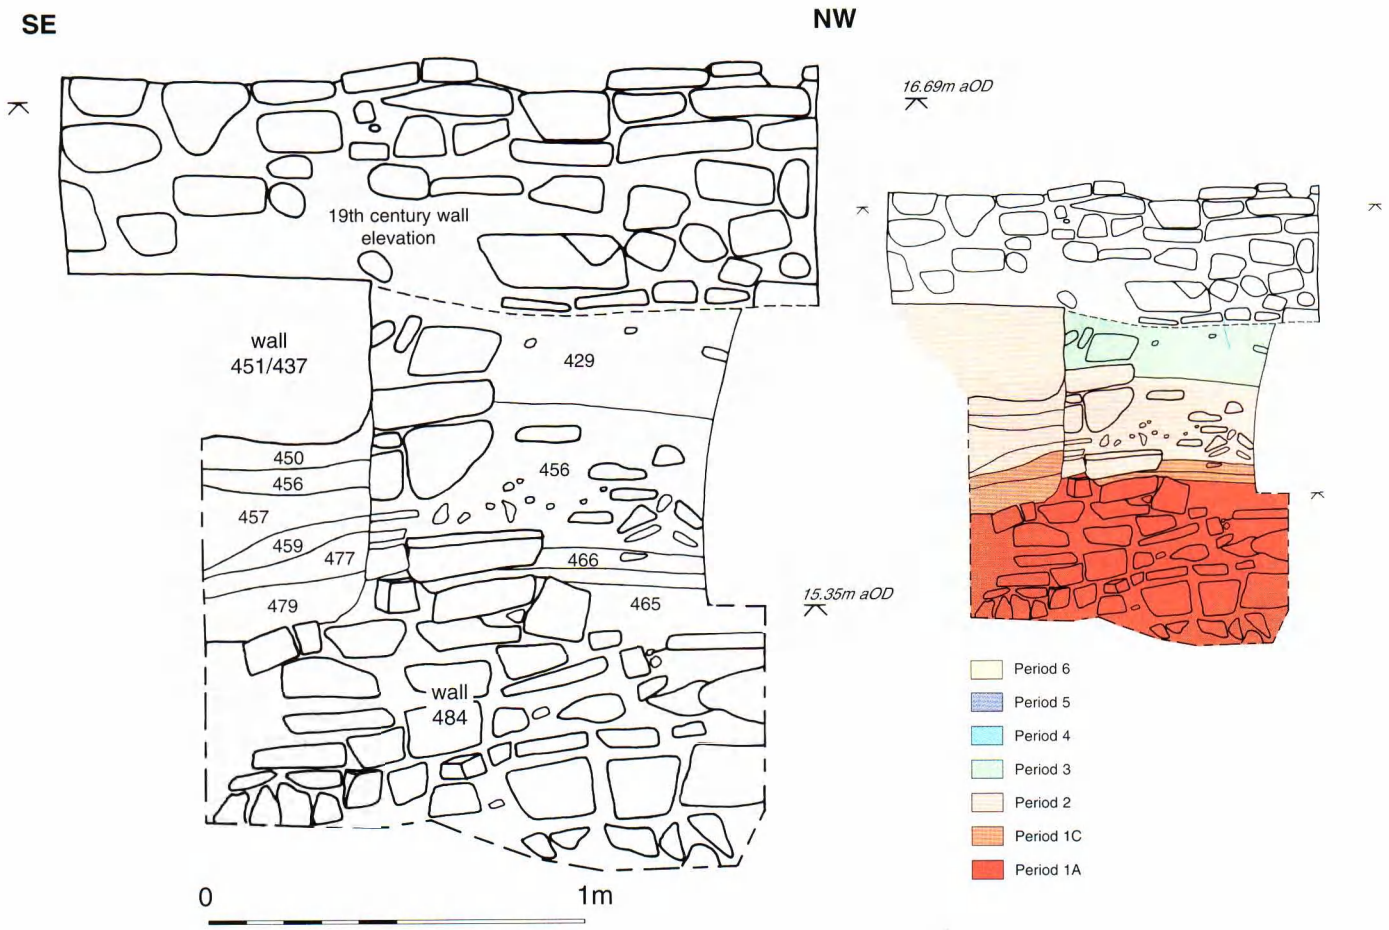 SE
NW
16.69m aOD
19th century wall
elevation
wall
451/437
429
450
456
456
457
459
477
466
479
465
15.35m aOD
wall
484
Period 6
Period 5
Period 4
Period 3
Period 2
Period 1C
Period 1A
0
1m